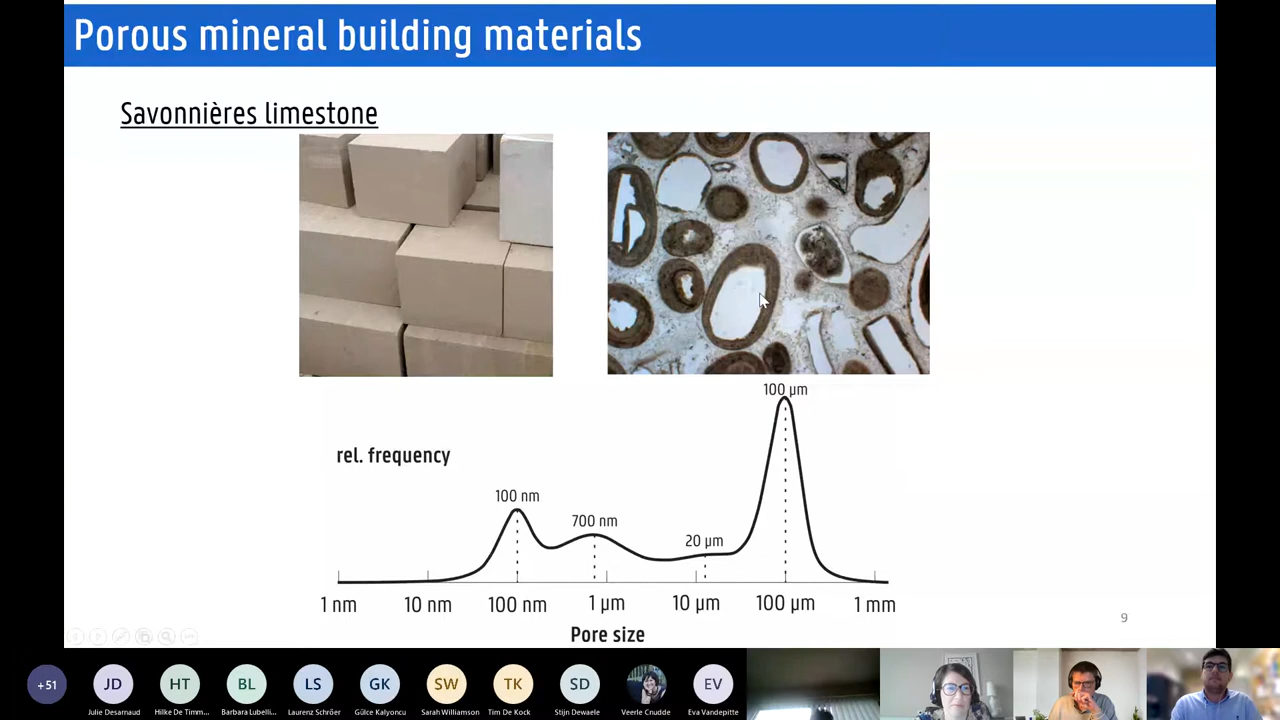 Porous mineral building materials
Savonnières limestone
100 µm
rel. frequency
100 nm
700 nm
20 µm
1 nm 10 nm 100 nm 1 µm 10 µm 100 µm 1 mm
Pore size
9
+51 JD HT BL LS GK SW TK SD EV
Julie Desarnaud Hilke De Timm... Barbara Lubelli... Laurenz Schröer Gülce Kalyoncu Sarah Williamson Tim De Kock Stijn Dewaele Veerle Cnudde Eva Vandepitte